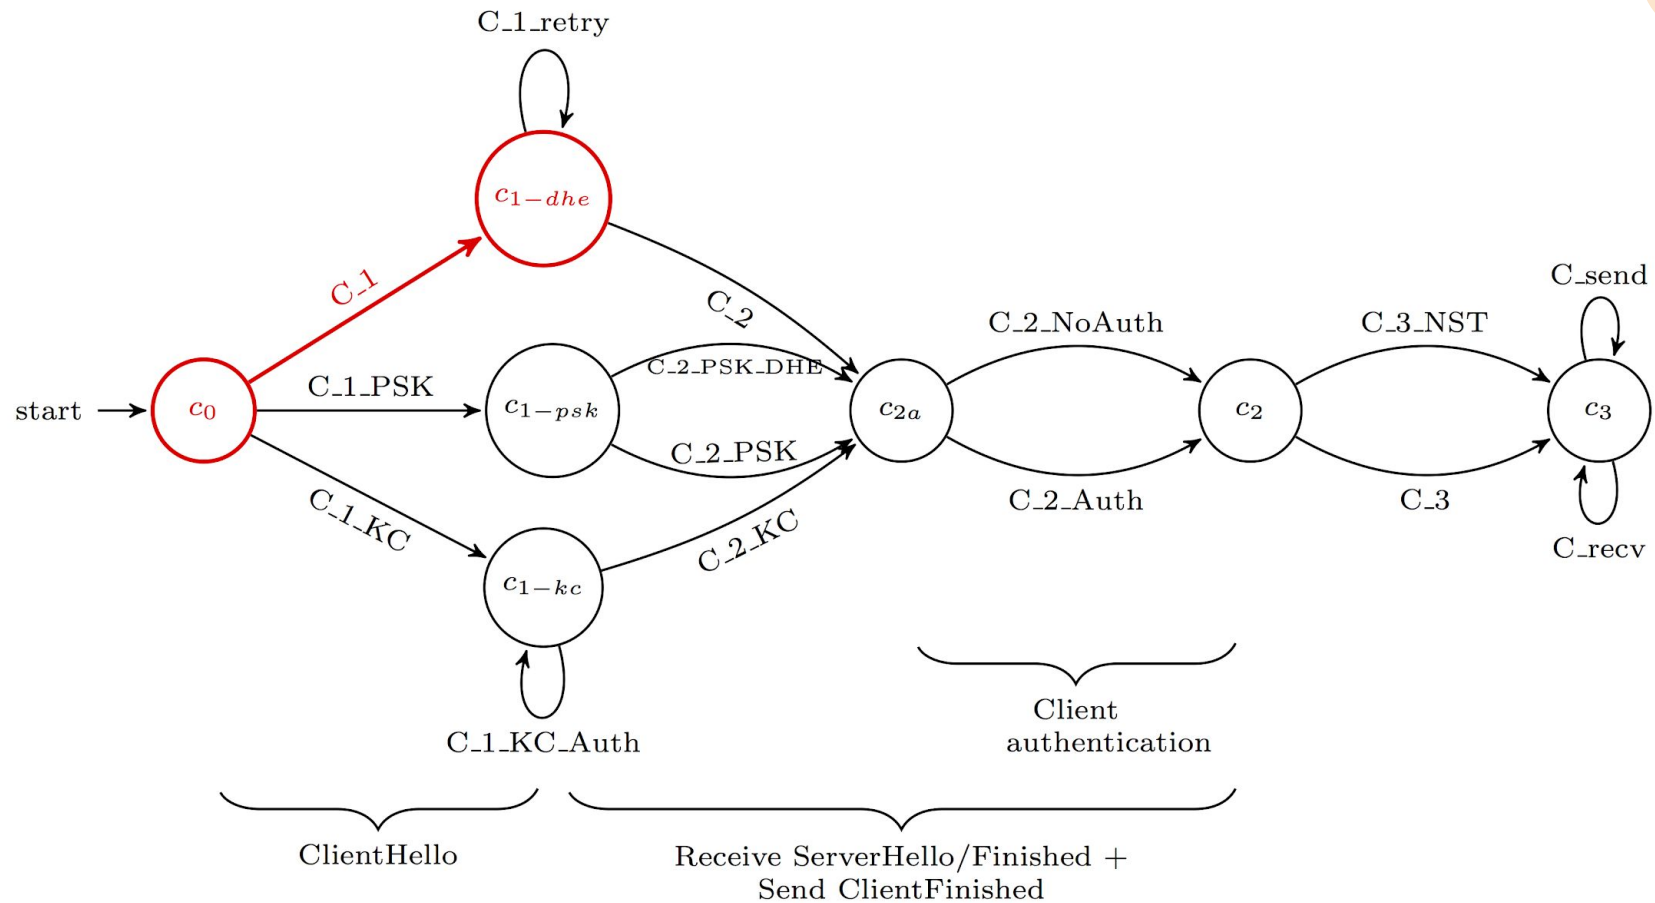 C_1_retry
c1−dhe
C_1
C_2
C_send
C_2_NoAuth
C_3_NST
C_2_PSK_DHE
C_1_PSK
start
c0
c1−psk
c2a
c2
c3
C_2_PSK
C_1_KC
C_2_KC
C_2_Auth
C_3
C_recv
c1−kc
C_1_KC_Auth
Client
authentication
ClientHello
Receive ServerHello/Finished +
Send ClientFinished